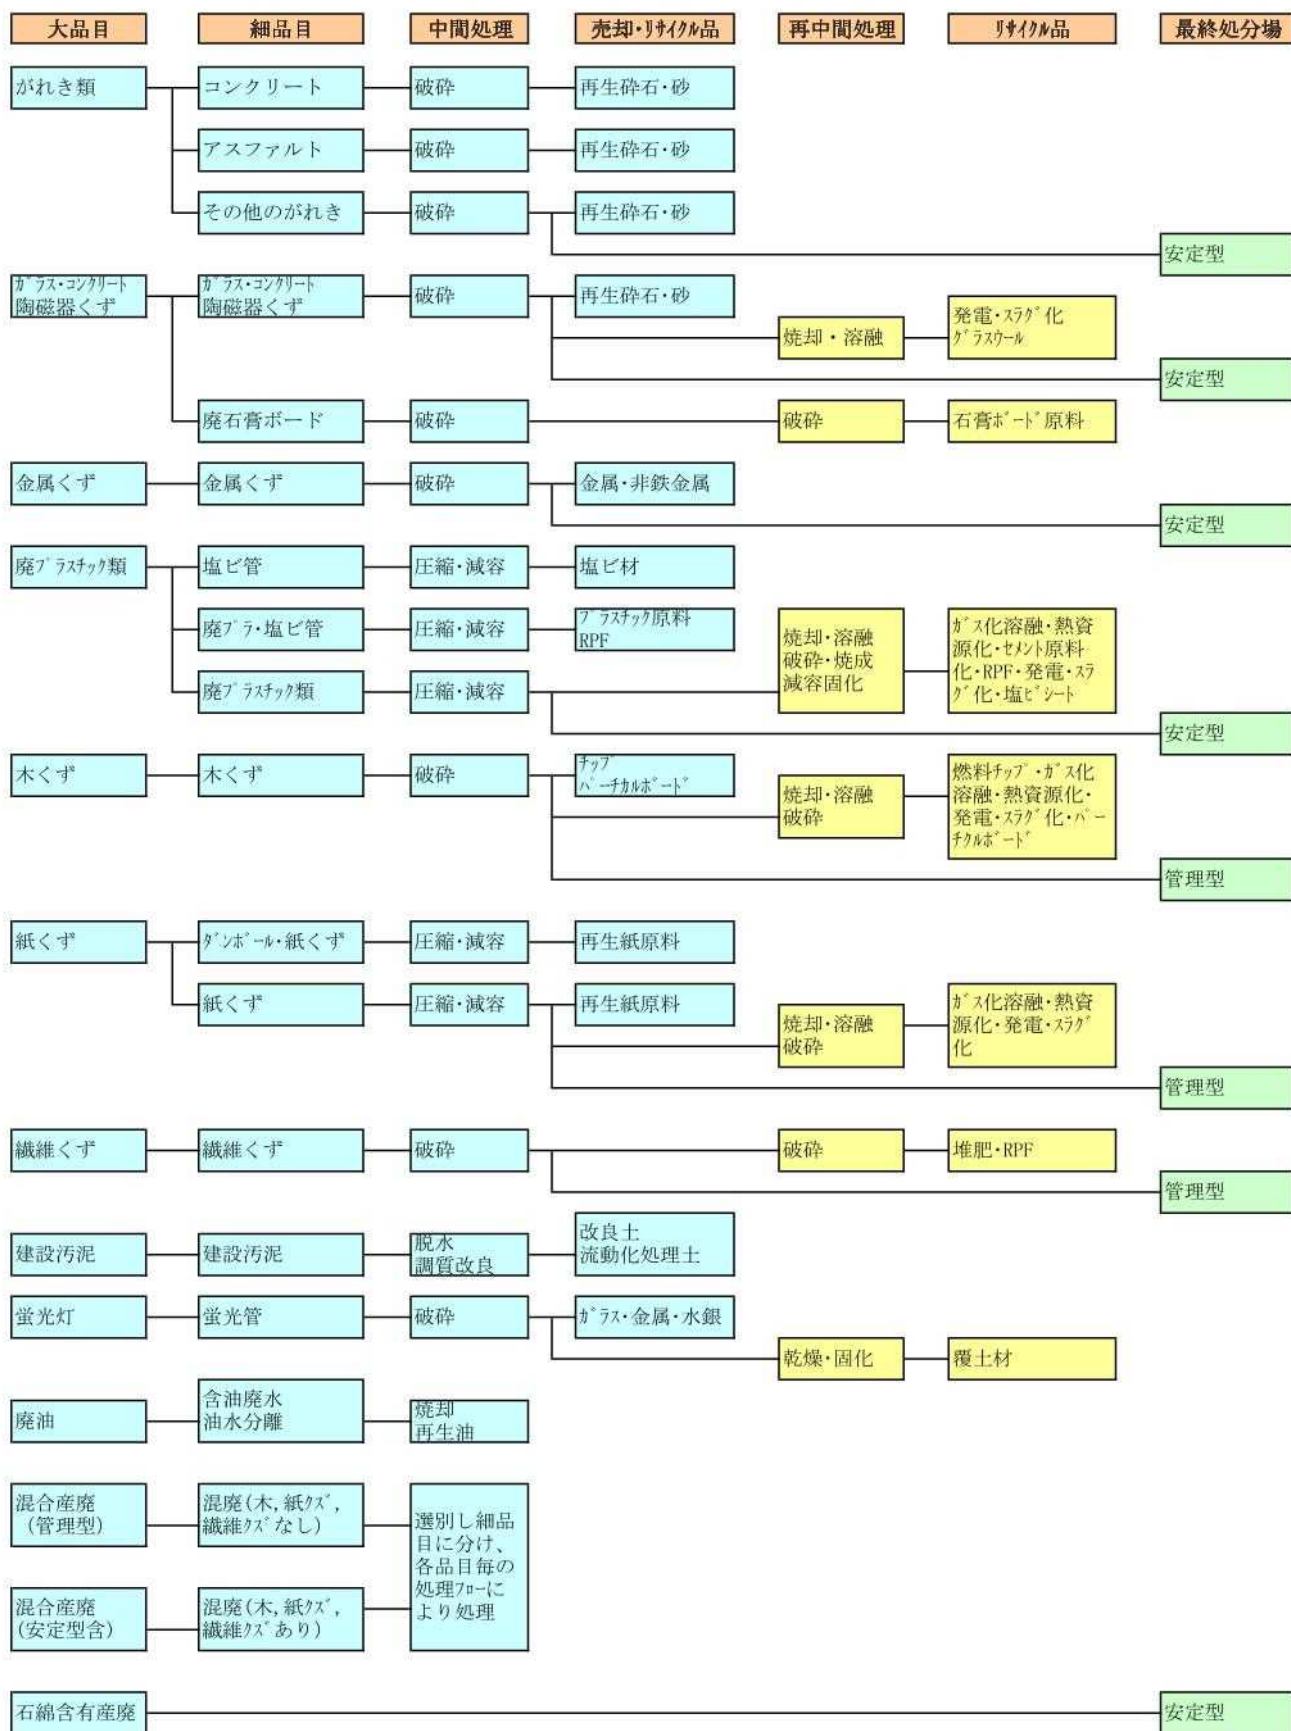 大品目
細品目
中間処理
売却・ﾘｻｲｸﾙ品
再中間処理
ﾘｻｲｸﾙ品
最終処分場
がれき類
コンクリート
破砕
再生砕石・砂
アスファルト
破砕
再生砕石・砂
その他のがれき
破砕
再生砕石・砂
安定型
ｶﾞﾗｽ・ｺﾝｸﾘｰﾄ
陶磁器くず
ｶﾞﾗｽ・ｺﾝｸﾘｰﾄ
陶磁器くず
破砕
再生砕石・砂
焼却・溶融
発電・ｽﾗｸﾞ化
ｸﾞﾗｽｳｰﾙ
安定型
廃石膏ボード
破砕
破砕
石膏ﾎﾞｰﾄﾞ原料
金属くず
金属くず
破砕
金属・非鉄金属
安定型
廃ﾌﾟﾗｽﾁｯｸ類
塩ビ管
圧縮・減容
塩ビ材
廃ﾌﾟﾗ・塩ビ管
圧縮・減容
ﾌﾟﾗｽﾁｯｸ原料
RPF
廃ﾌﾟﾗｽﾁｯｸ類
圧縮・減容
焼却・溶融
破砕・焼成
減容固化
ｶﾞｽ化溶融・熱資
源化・ｾﾒﾝﾄ原料
化・RPF・発電・ｽﾗ
ｸﾞ化・塩ﾋﾞｼｰﾄ
安定型
木くず
木くず
破砕
ﾁｯﾌﾟ
ﾊﾟｰﾁｶﾙﾎﾞｰﾄﾞ
焼却・溶融
破砕
燃料ﾁｯﾌﾟ・ｶﾞｽ化
溶融・熱資源化・
発電・ｽﾗｸﾞ化・ﾊﾟｰ
ﾁｸﾙﾎﾞｰﾄﾞ
管理型
紙くず
ﾀﾞﾝﾎﾞｰﾙ・紙くず
圧縮・減容
再生紙原料
紙くず
圧縮・減容
再生紙原料
焼却・溶融
破砕
ｶﾞｽ化溶融・熱資
源化・発電・ｽﾗｸﾞ
化
管理型
繊維くず
繊維くず
破砕
破砕
堆肥・RPF
管理型
建設汚泥
建設汚泥
脱水
調質改良
改良土
流動化処理土
蛍光灯
蛍光管
破砕
ｶﾞﾗｽ・金属・水銀
乾燥・固化
覆土材
廃油
含油廃水
油水分離
焼却
再生油
混合産廃
（管理型）
混廃(木,紙ｸｽﾞ,
繊維ｸｽﾞなし)
選別し細品
目に分け、
各品目毎の
処理ﾌﾛｰに
より処理
混合産廃
(安定型含)
混廃(木,紙ｸｽﾞ,
繊維ｸｽﾞあり)
石綿含有産廃
安定型